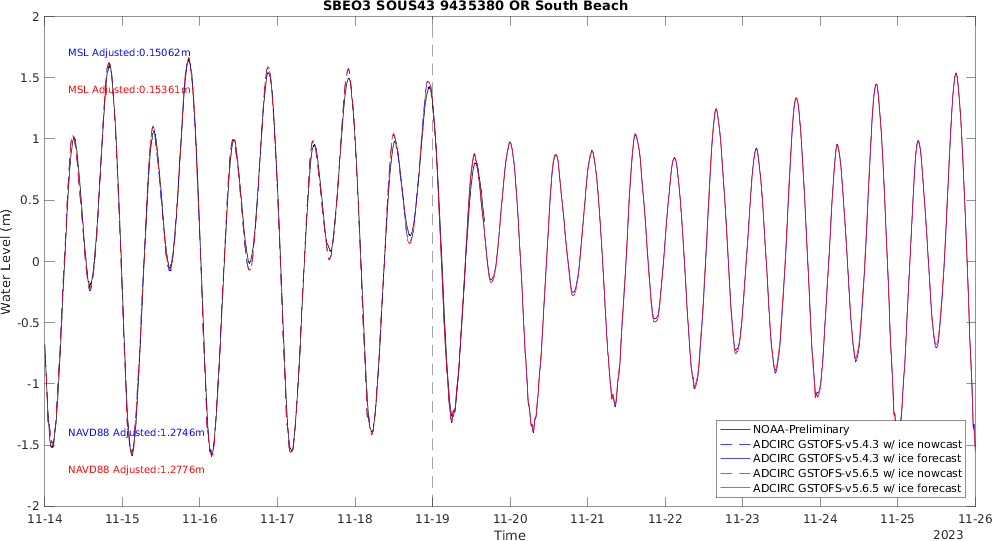 SBEO3 SOUS43 9435380 OR South Beach
2
1.5
1
0.5
0
-0.5
-1
-1.5
-2
Water Level (m)
MSL Adjusted:0.15062m
MSL Adjusted:0.15361m
NAVD88 Adjusted:1.2746m
NAVD88 Adjusted:1.2776m
NOAA-Preliminary
ADCIRC GSTOFS-v5.4.3 w/ ice nowcast
ADCIRC GSTOFS-v5.4.3 w/ ice forecast
ADCIRC GSTOFS-v5.6.5 w/ ice nowcast
ADCIRC GSTOFS-v5.6.5 w/ ice forecast
11-14 11-15 11-16 11-17 11-18 11-19 11-20 11-21 11-22 11-23 11-24 11-25 11-26
Time
2023